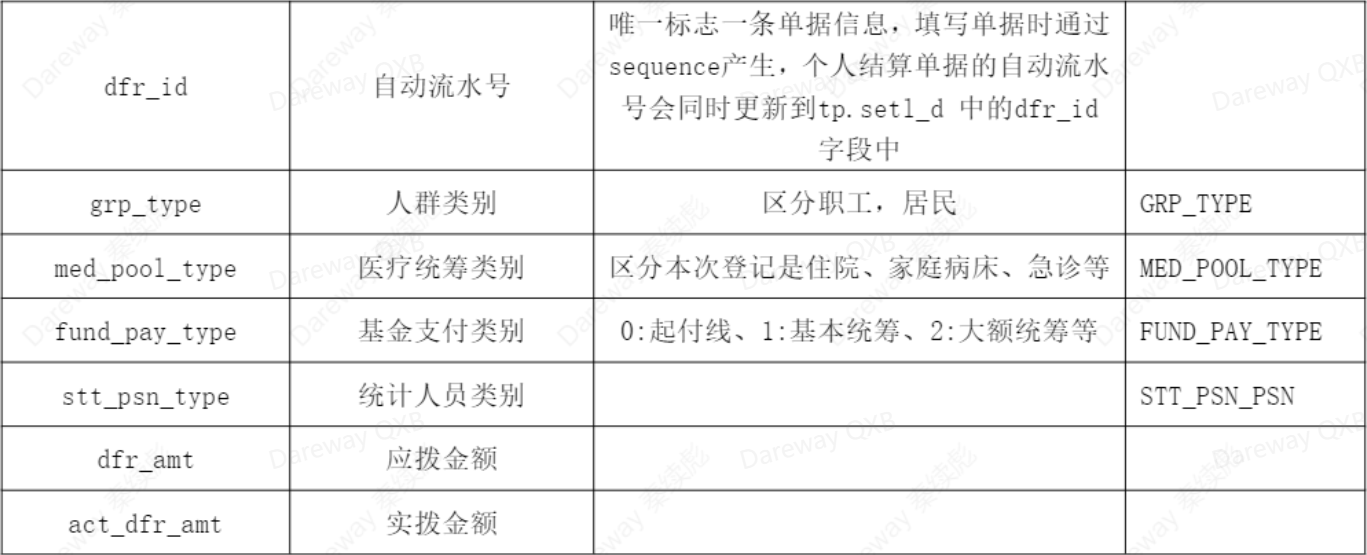 dfr_id
自动流水号
唯一标志一条单据信息，填写单据时通过
sequence产生，个人结算单据的自动流水
号会同时更新到tp.setl_d 中的dfr_id
字段中
grp_type
人群类别
区分职工，居民
GRP_TYPE
med_pool_type
医疗统筹类别
区分本次登记是住院、家庭病床、急诊等
MED_POOL_TYPE
fund_pay_type
基金支付类别
0:起付线、1:基本统筹、2:大额统筹等
FUND_PAY_TYPE
stt_psn_type
统计人员类别
STT_PSN_PSN
dfr_amt
应拨金额
act_dfr_amt
实拨金额
Dareway QXB
Dareway 秦续彪